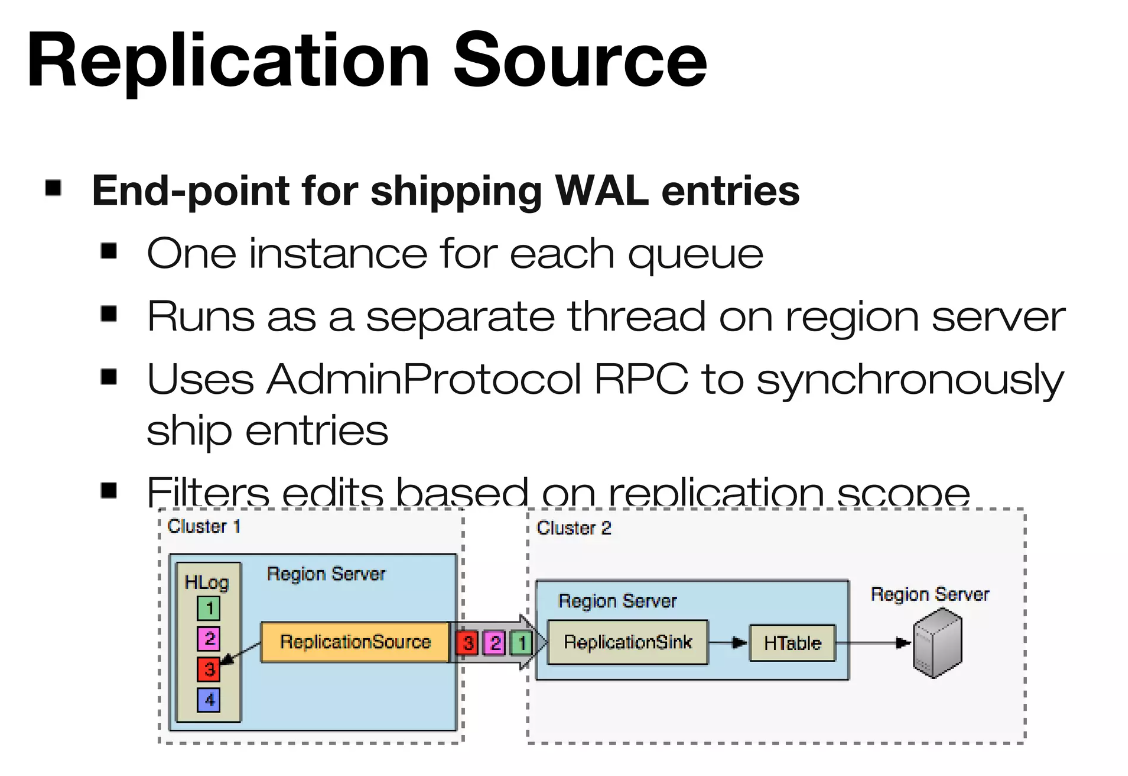 Replication Source
End-point for shipping WAL entries
One instance for each queue
Runs as a separate thread on region server
Uses AdminProtocol RPC to synchronously
ship entries
Filters edits based on replication scope
Cluster 1
Cluster 2
HLog
Region Server
1
2
3
4
ReplicationSource
3 2 1
Region Server
ReplicationSink
HTable
Region Server